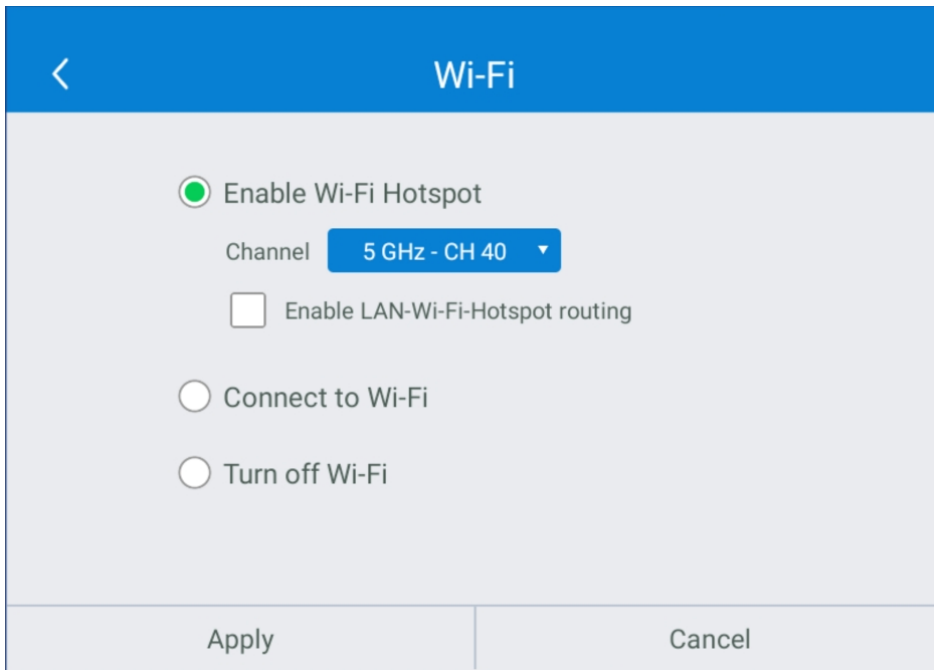 Wi-Fi
Enable Wi-Fi Hotspot
Channel 5 GHz - CH 40
Enable LAN-Wi-Fi-Hotspot routing
Connect to Wi-Fi
Turn off Wi-Fi
Apply Cancel